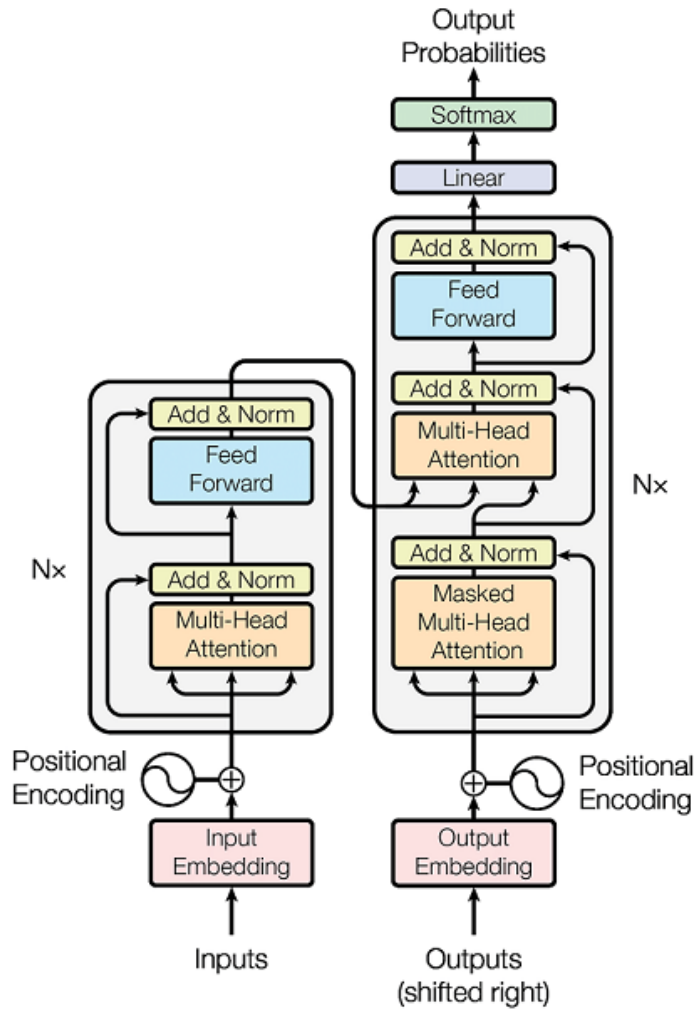 Output
Probabilities
Softmax
Linear
Add & Norm
Feed
Forward
Add & Norm
Multi-Head
Attention
Nx
Add & Norm
Masked
Multi-Head
Attention
Add & Norm
Feed
Forward
Nx
Add & Norm
Multi-Head
Attention
Positional
Encoding
Positional
Encoding
Input
Embedding
Output
Embedding
Inputs
Outputs
(shifted right)